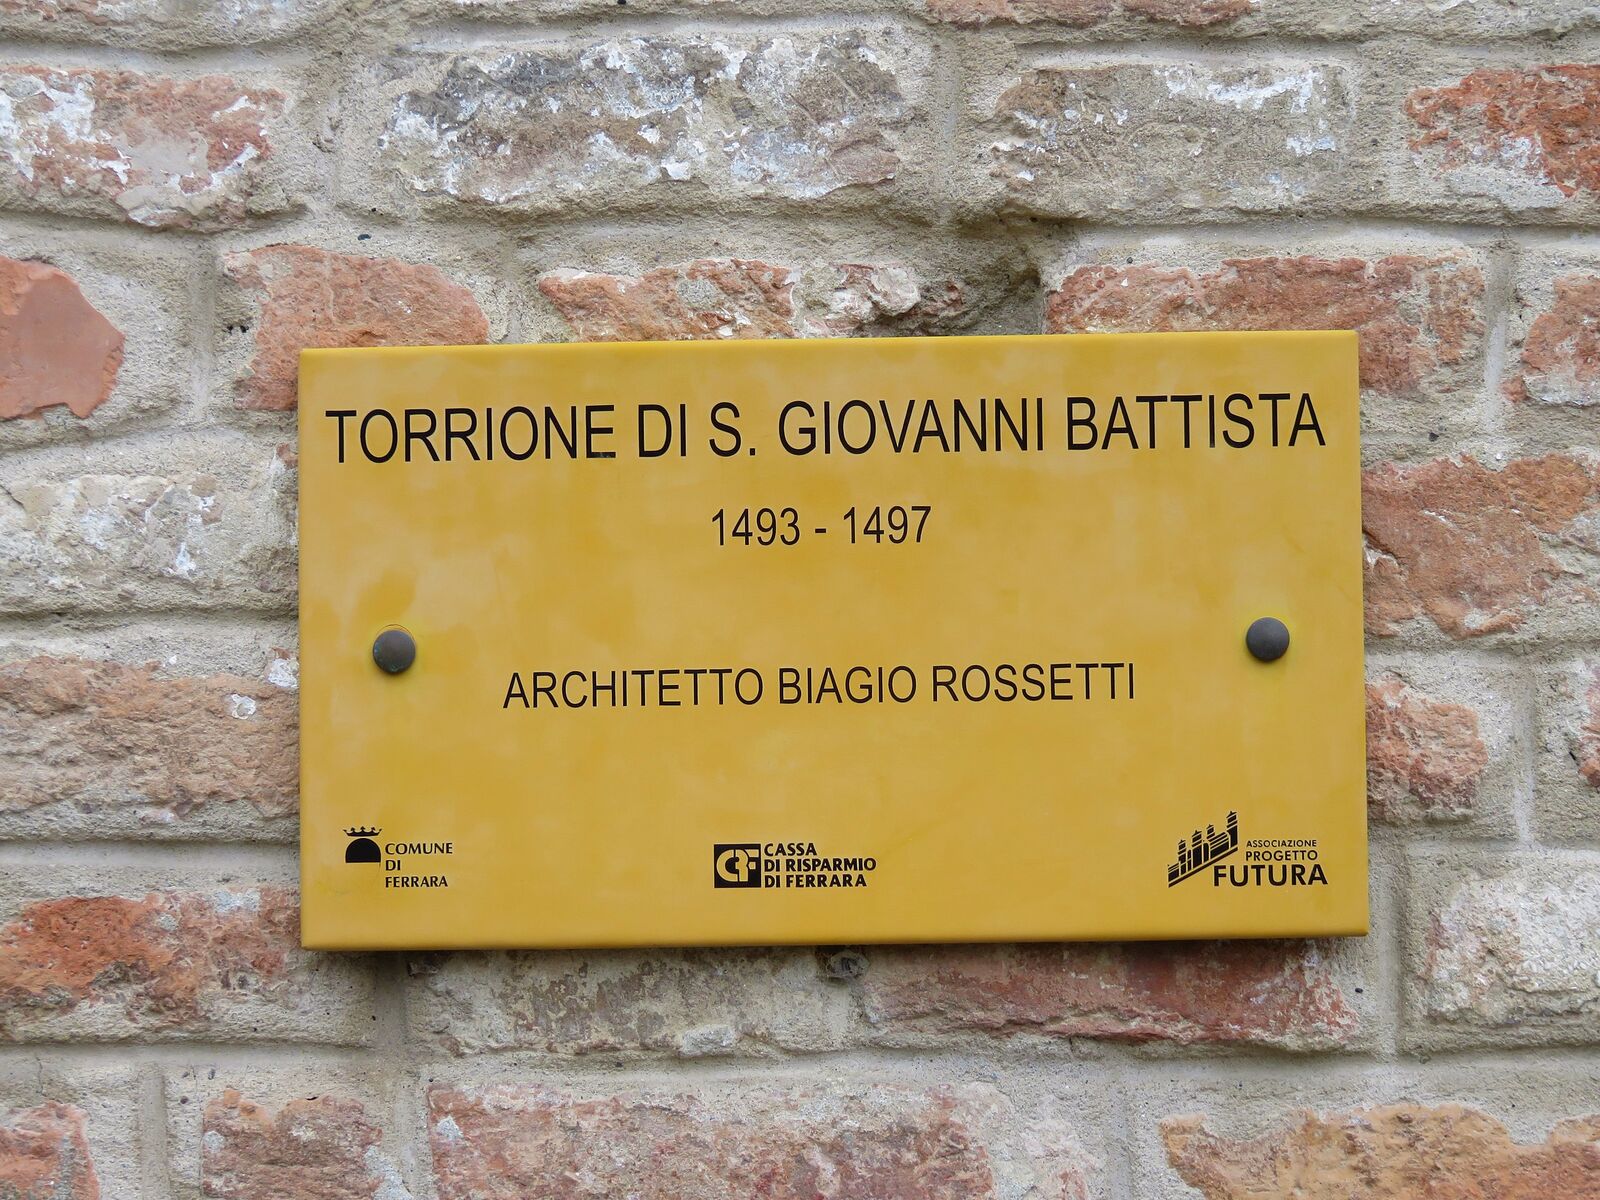 TORRIONE DI S. GIOVANNI BATTISTA
1493 - 1497
ARCHITETTO BIAGIO ROSSETTI
COMUNE
DI
FERRARA
CRF CASSA
DI RISPARMIO
DI FERRARA
ASSOCIAZIONE
PROGETTO
FUTURA